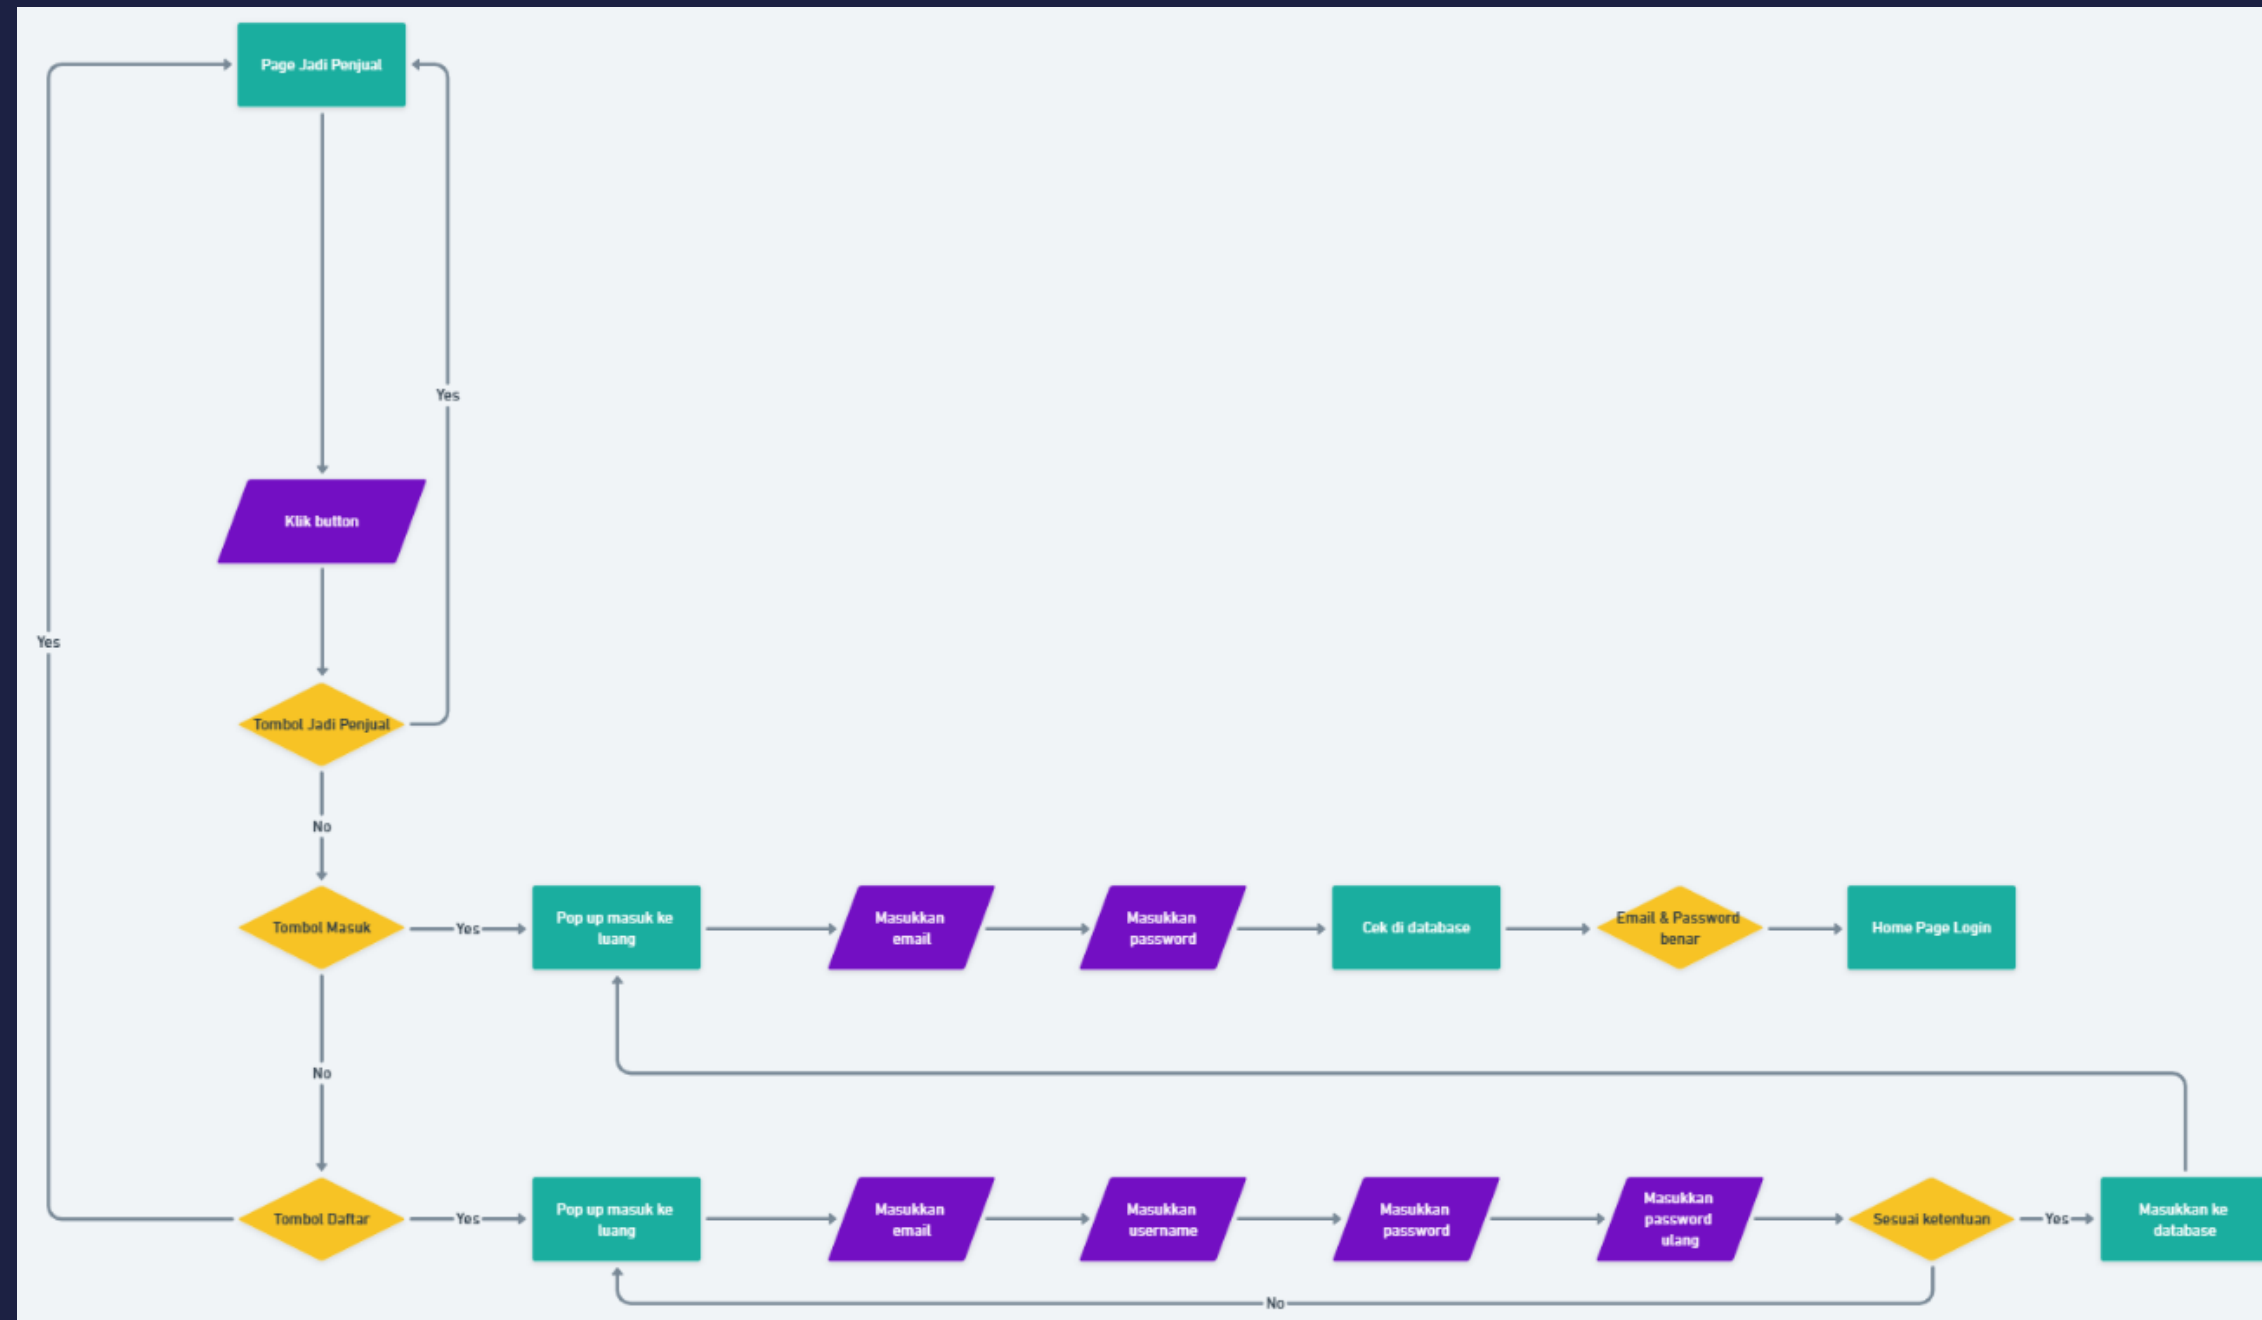 Page Jadi Penjual
Yes
Klik button
Yes
Tombol Jadi Penjual
No
Tombol Masuk
Yes
Pop up masuk ke
luang
Masukkan
email
Masukkan
password
Cek di database
Email & Password
benar
Home Page Login
No
Tombol Daftar
Yes
Pop up masuk ke
luang
Masukkan
email
Masukkan
username
Masukkan
password
Masukkan
password
ulang
Sesuai ketentuan
Yes
Masukkan ke
database
No